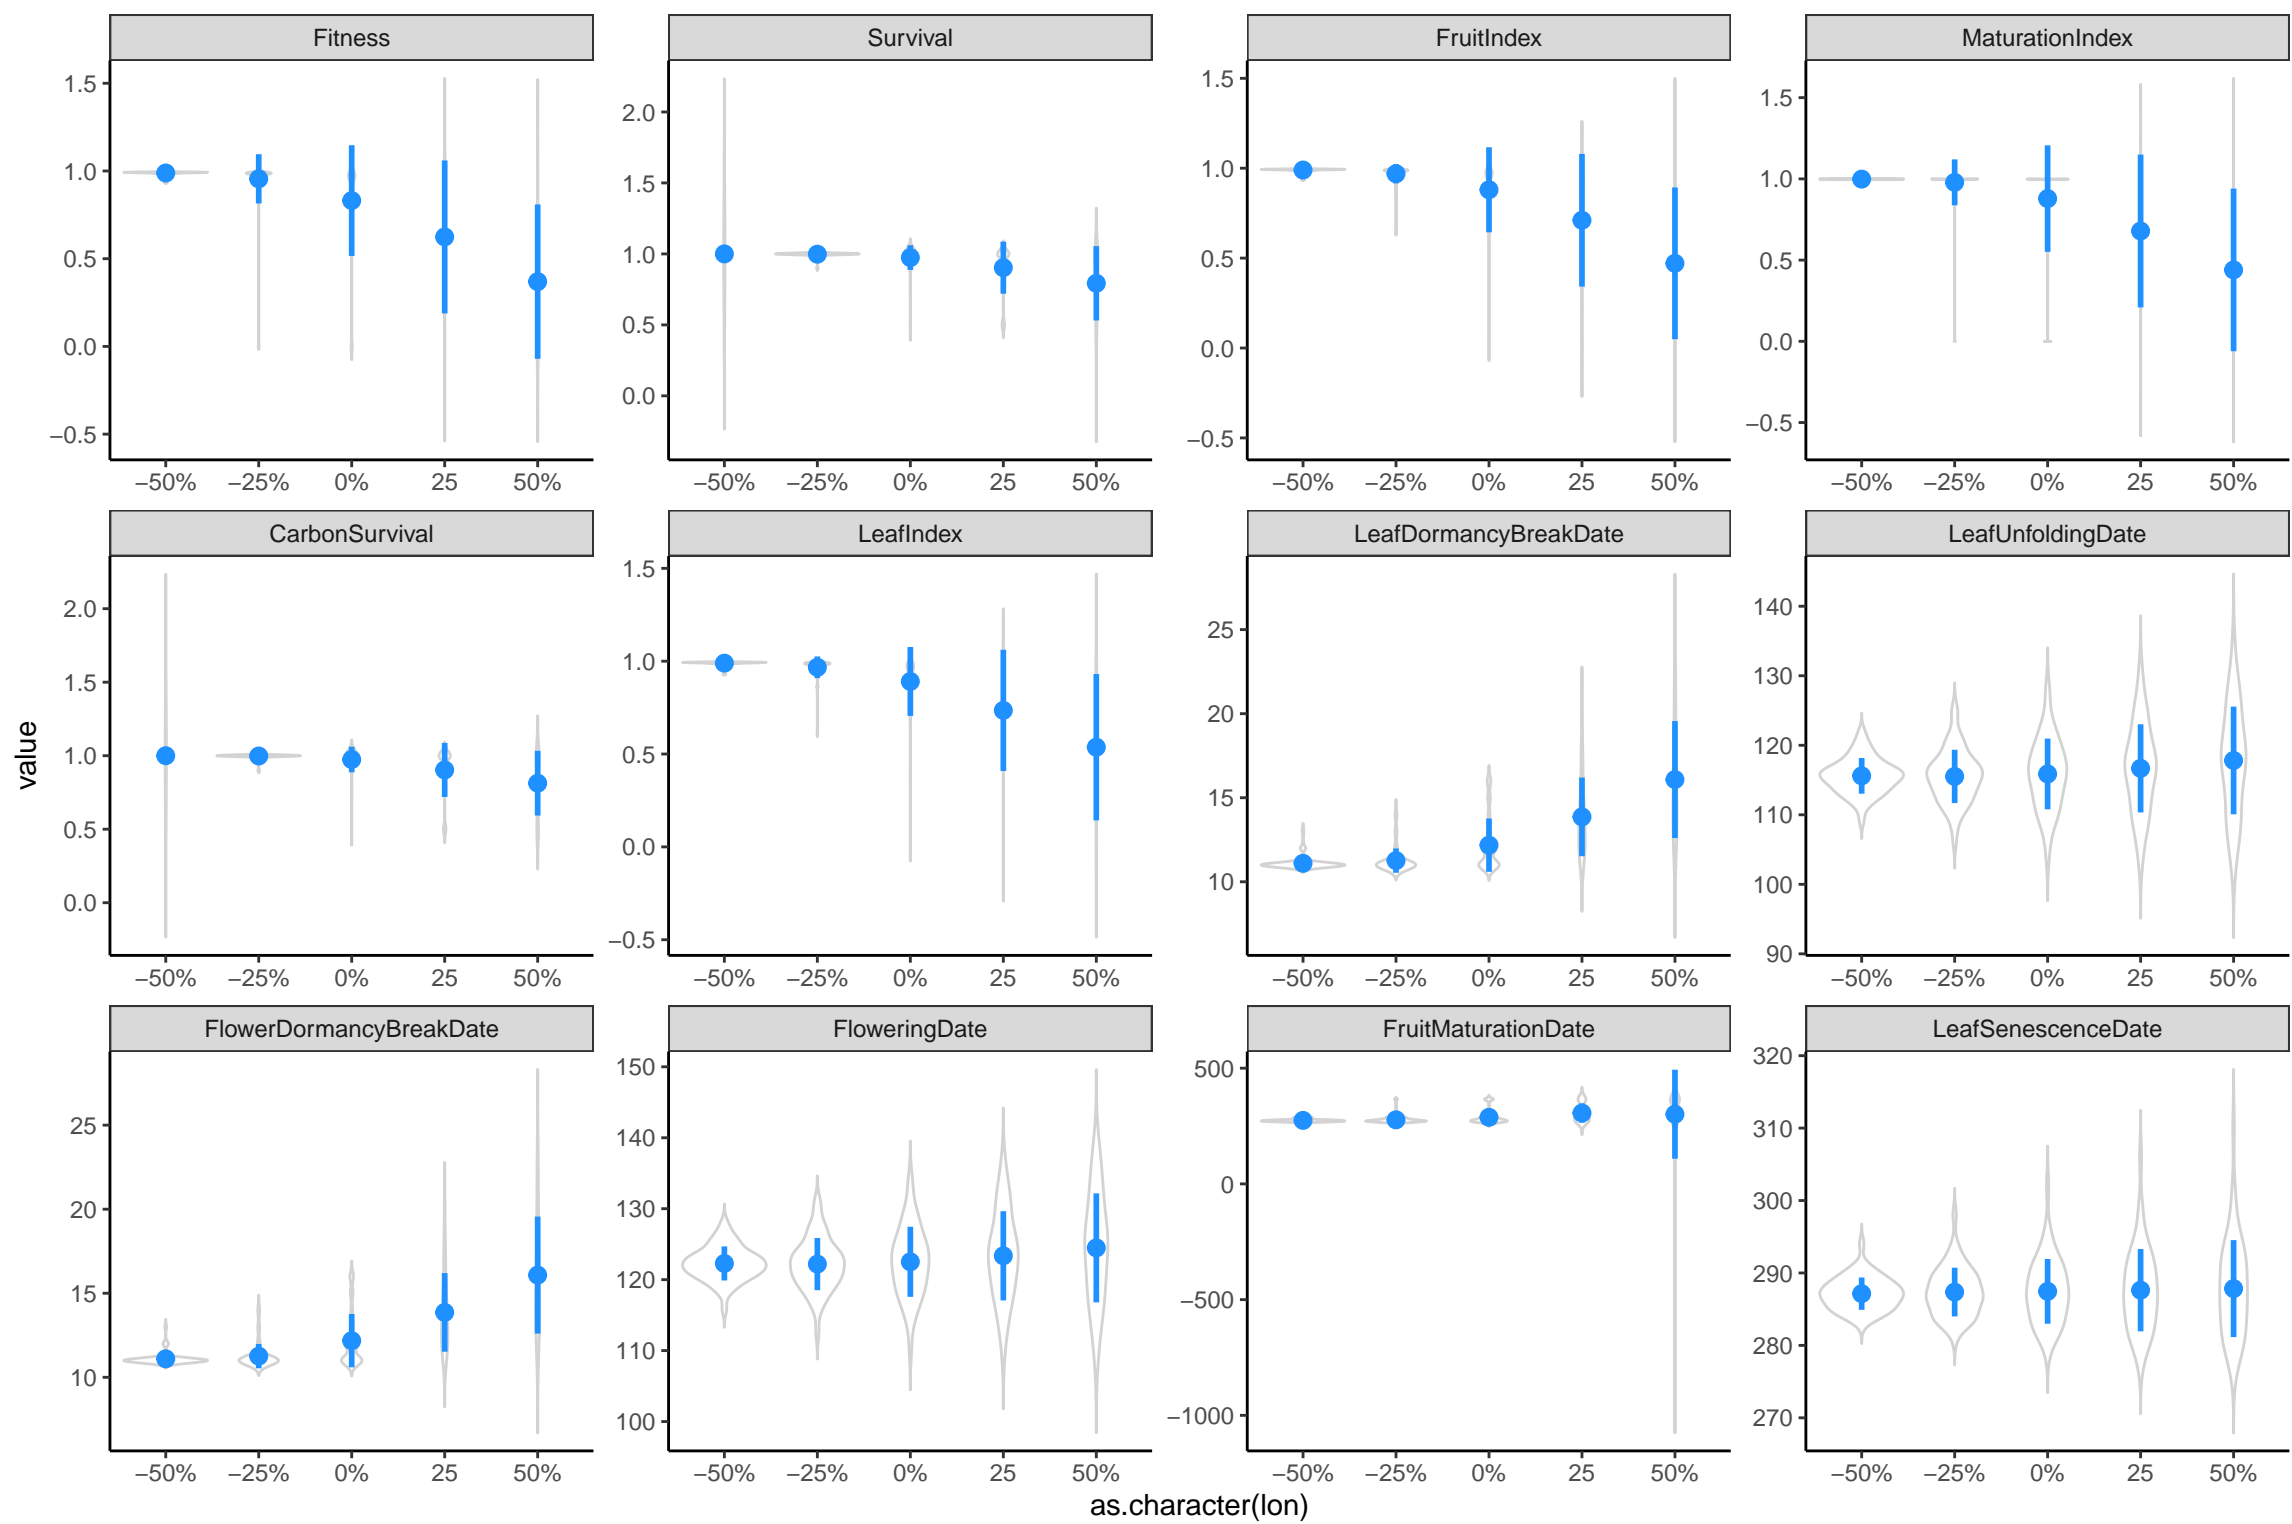 Fitness
1.5
1.0
0.5
0.0
−0.5
−50% −25% 0% 25 50%
Survival
2.0
1.5
1.0
0.5
0.0
−50% −25% 0% 25 50%
FruitIndex
1.5
1.0
0.5
0.0
−0.5
−50% −25% 0% 25 50%
MaturationIndex
1.5
1.0
0.5
0.0
−0.5
−50% −25% 0% 25 50%
CarbonSurvival
2.0
1.5
1.0
0.5
0.0
−50% −25% 0% 25 50%
LeafIndex
1.5
1.0
0.5
0.0
−0.5
−50% −25% 0% 25 50%
LeafDormancyBreakDate
25
20
15
10
−50% −25% 0% 25 50%
LeafUnfoldingDate
140
130
120
110
100
90
−50% −25% 0% 25 50%
FlowerDormancyBreakDate
25
20
15
10
−50% −25% 0% 25 50%
FloweringDate
150
140
130
120
110
100
−50% −25% 0% 25 50%
FruitMaturationDate
500
0
−500
−1000
−50% −25% 0% 25 50%
LeafSenescenceDate
320
310
300
290
280
270
−50% −25% 0% 25 50%
value
as.character(lon)